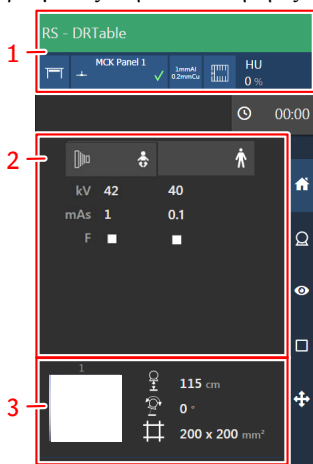 RS - DRTable
1
MCK Panel 1
1mmAl
0.2mmCu
HU
0 %
00:00
2
kV 42 40
mAs 1 0.1
F
1
3
115 cm
0 °
200 x 200 mm²